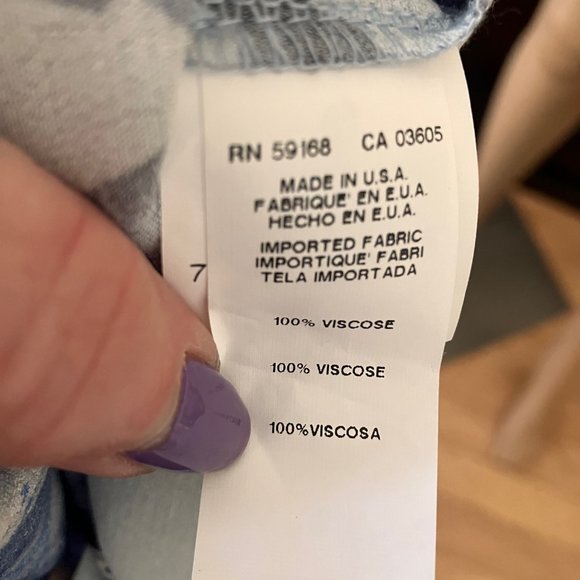 RN 59168 CA 03605
MADE IN U.S.A.
FABRIQUE' EN E.U.A.
HECHO EN E.U.A.
IMPORTED FABRIC
IMPORTIQUE' FABRI
TELA IMPORTADA
7
100% VISCOSE
100% VISCOSE
100%VISCOSA